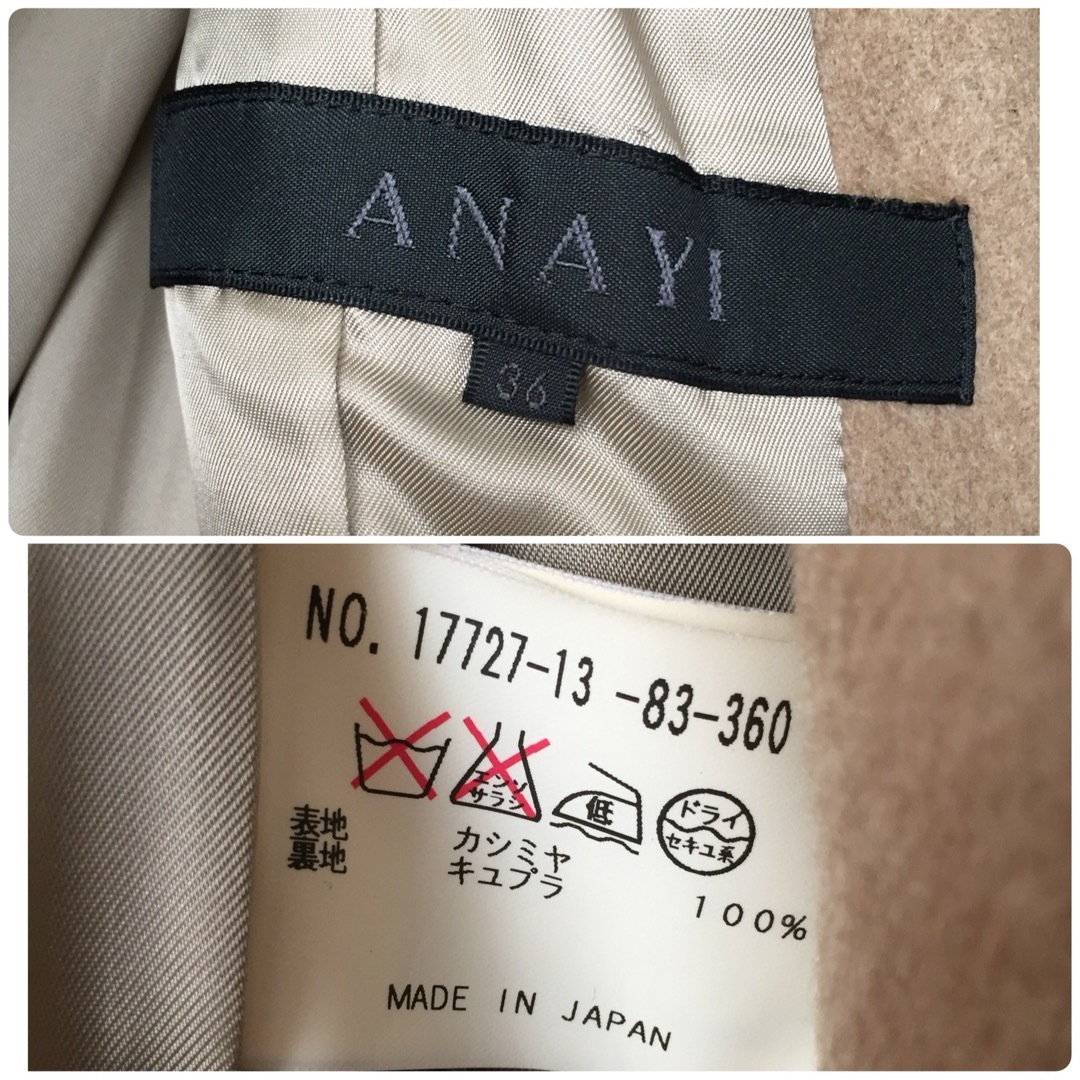 ANAYI
36
NO. 17727-13 -83-360
エンソ
サラシ
低
ドライ
セキユ系
表地 カシミヤ
裏地 キュプラ 100%
MADE IN JAPAN